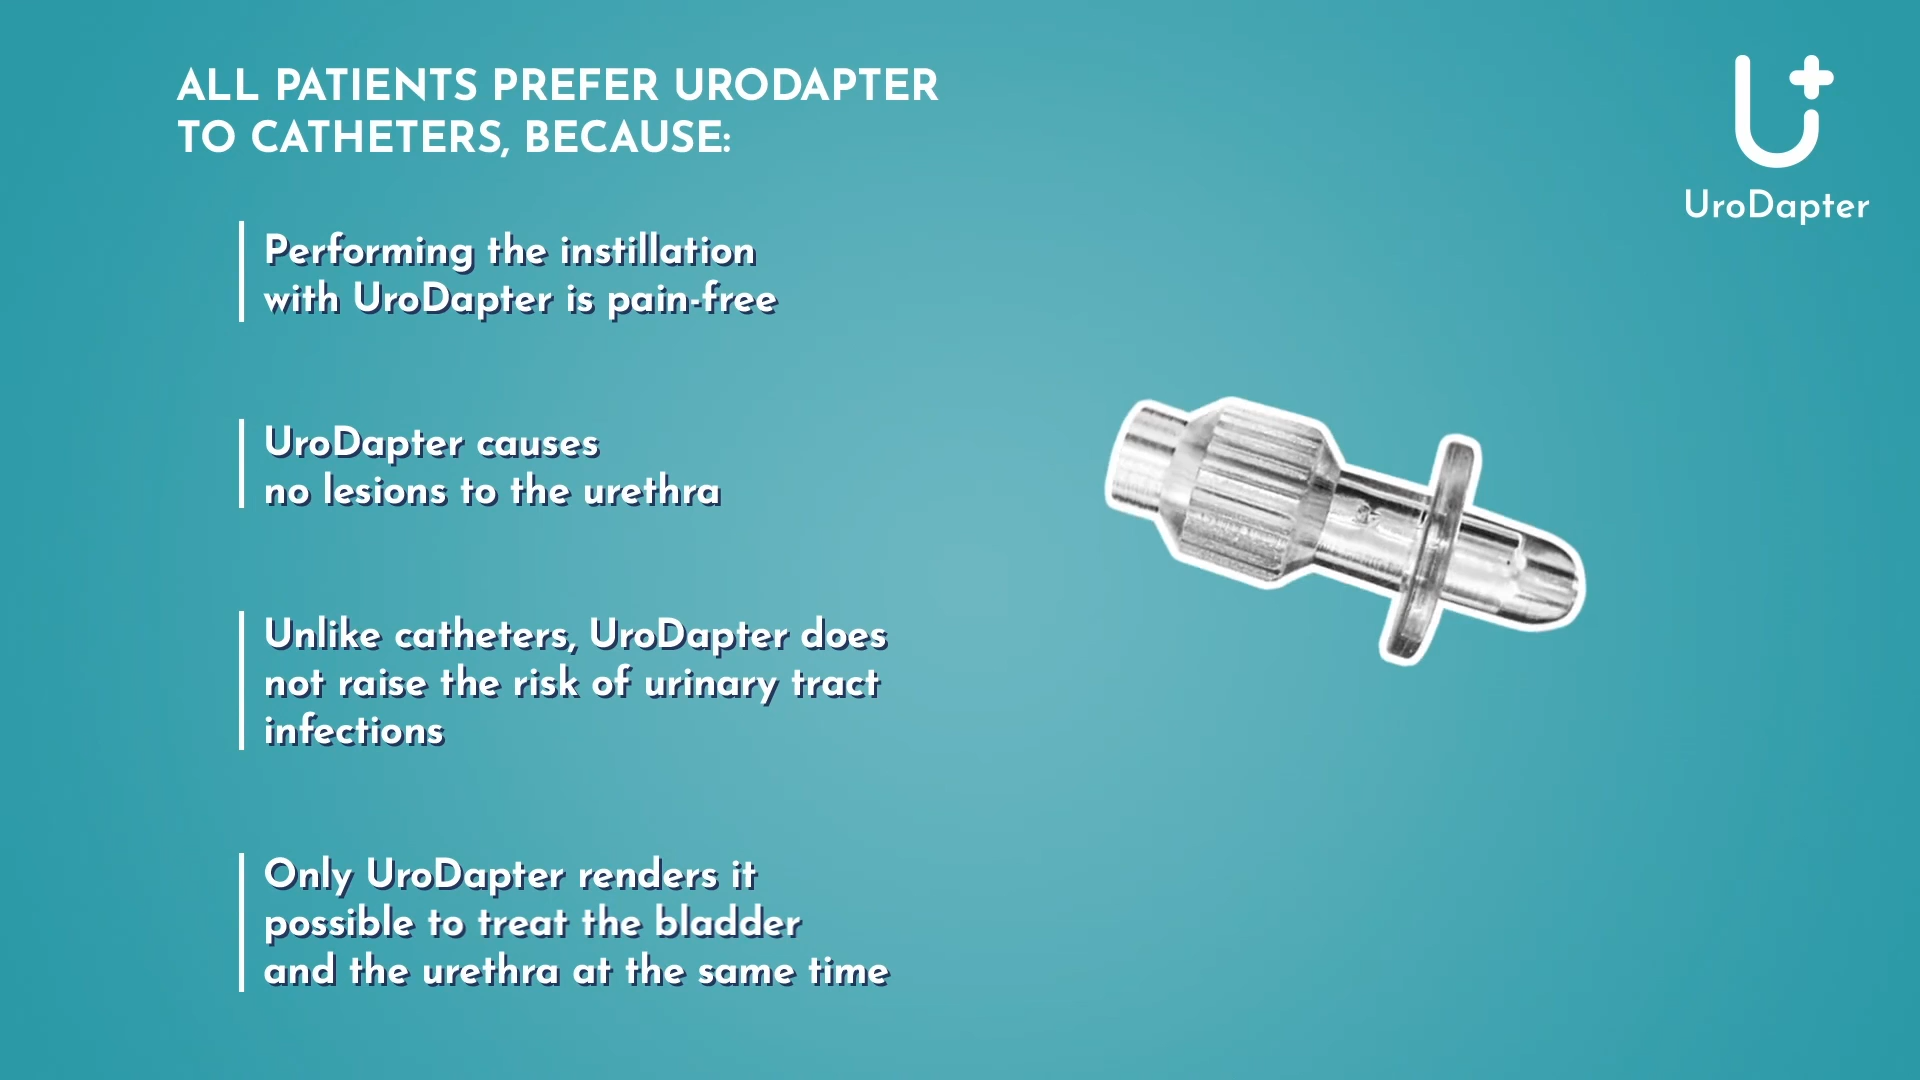 ALL PATIENTS PREFER URODAPTER
TO CATHETERS, BECAUSE:
UroDapter
Performing the instillation
with UroDapter is pain-free
UroDapter causes
no lesions to the urethra
Unlike catheters, UroDapter does
not raise the risk of urinary tract
infections
Only UroDapter renders it
possible to treat the bladder
and the urethra at the same time